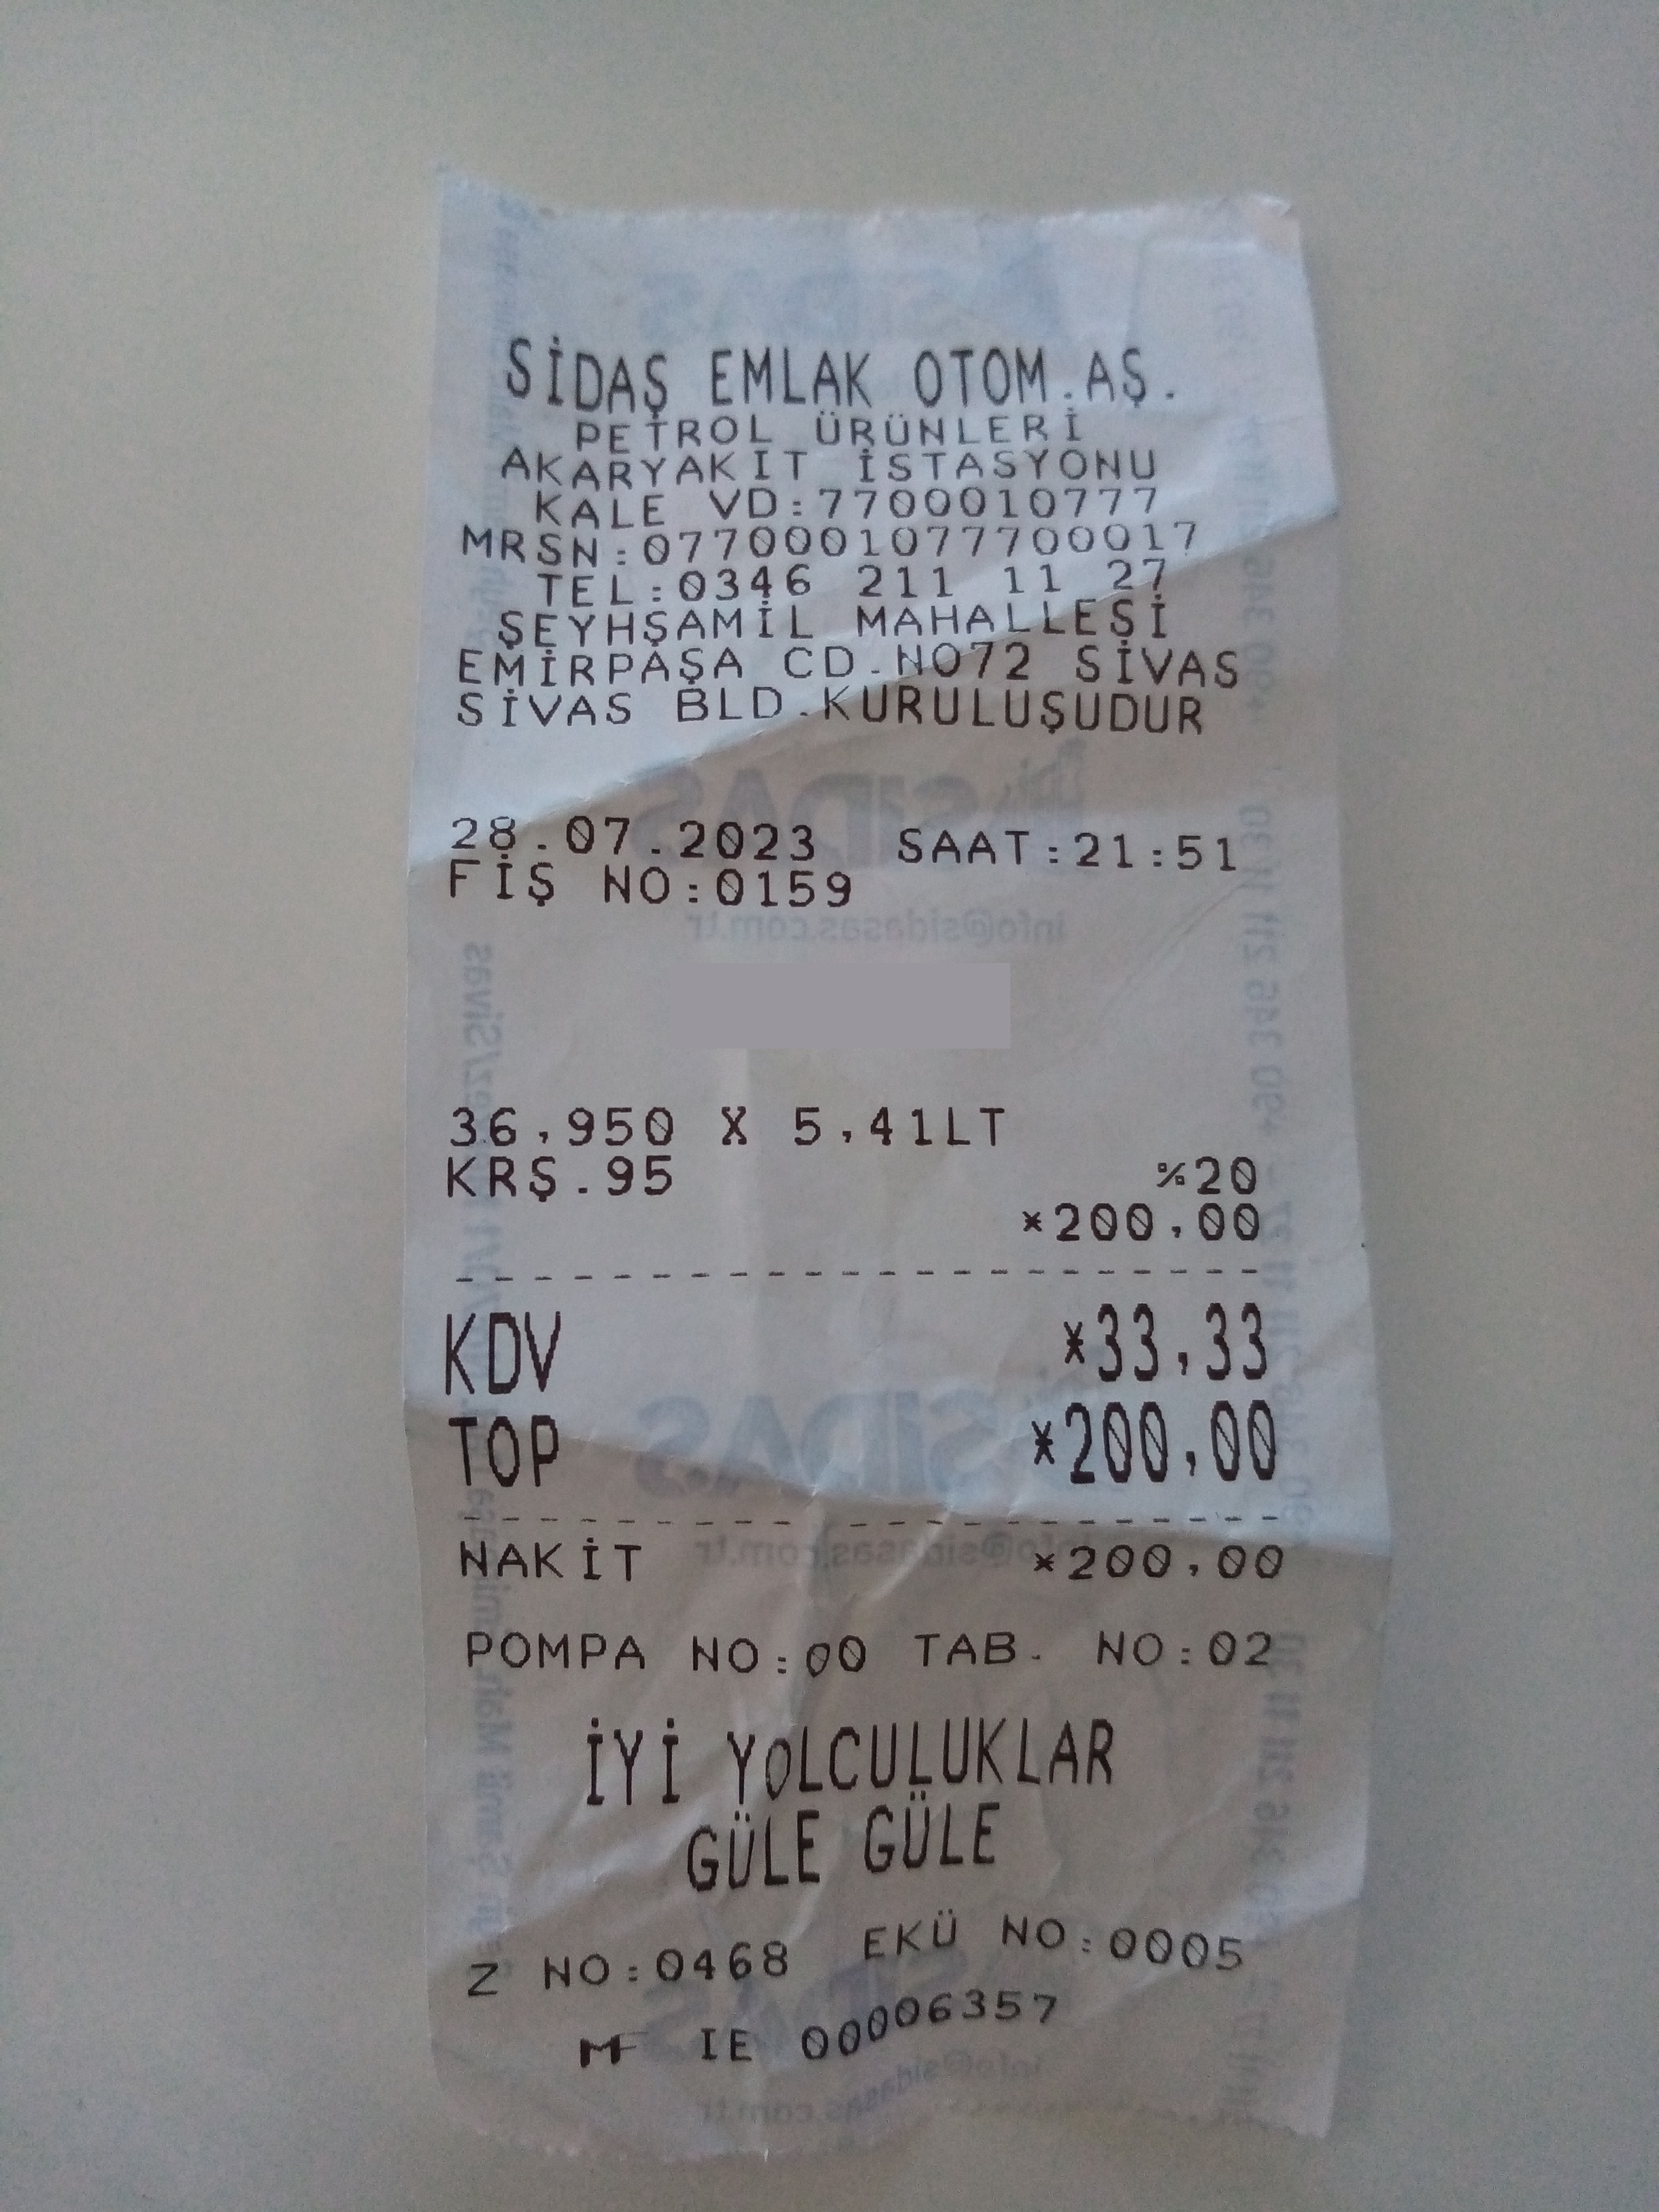 SİDAŞ EMLAK OTOM.AŞ.
PETROL ÜRÜNLERİ
AKARYAKIT İSTASYONU
KALE VD:7700010777
MRSN:0770001077700017
TEL:0346 211 11 27
ŞEYHŞAMİL MAHALLESİ
EMİRPAŞA CD.NO72 SİVAS
SİVAS BLD.KURULUŞUDUR
28.07.2023 SAAT:21:51
FİŞ NO:0159
info@sidasas.com.tr
36,950 X 5,41LT
KRŞ.95 %20
*200,00
KDV *33,33
TOP *200,00
NAKİT *200,00
POMPA NO:00 TAB. NO:02
İYİ YOLCULUKLAR
GÜLE GÜLE
Z NO:0468 EKÜ NO:0005
MF IE 00006357